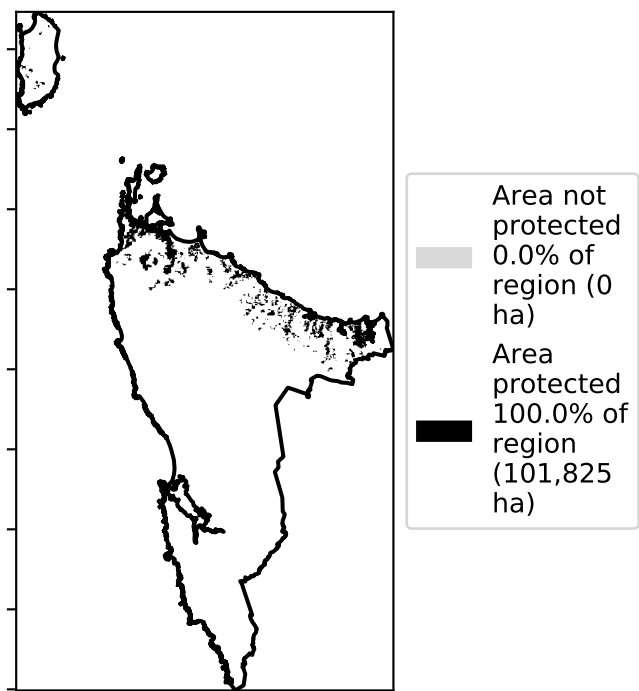 Area not
protected
0.0% of
region (0
ha)
Area
protected
100.0% of
region
(101,825
ha)